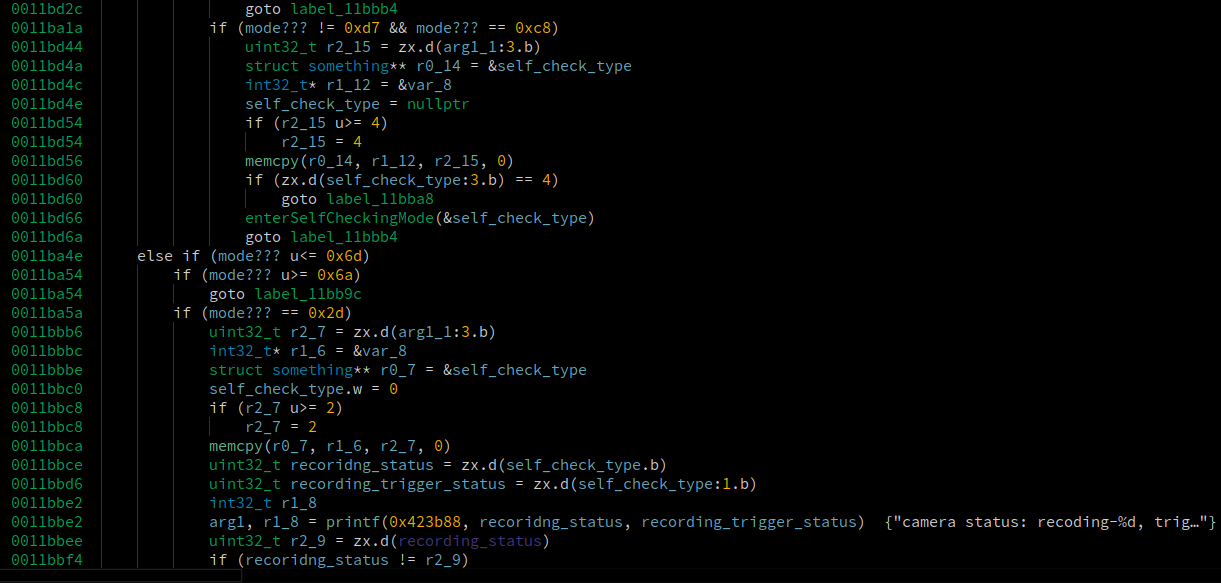 0011bd2c goto label_11bbb4
0011ba1a if (mode??? != 0xd7 && mode??? == 0xc8)
0011bd44 uint32_t r2_15 = zx.d(arg1_1:3.b)
0011bd4a struct something** r0_14 = &self_check_type
0011bd4c int32_t* r1_12 = &var_8
0011bd4e self_check_type = nullptr
0011bd54 if (r2_15 u>= 4)
0011bd54 r2_15 = 4
0011bd56 memcpy(r0_14, r1_12, r2_15, 0)
0011bd60 if (zx.d(self_check_type:3.b) == 4)
0011bd60 goto label_11bba8
0011bd66 enterSelfCheckingMode(&self_check_type)
0011bd6a goto label_11bbb4
0011ba4e else if (mode??? u<= 0x6d)
0011ba54 if (mode??? u>= 0x6a)
0011ba54 goto label_11bb9c
0011ba5a if (mode??? == 0x2d)
0011bbb6 uint32_t r2_7 = zx.d(arg1_1:3.b)
0011bbbc int32_t* r1_6 = &var_8
0011bbbe struct something** r0_7 = &self_check_type
0011bbc0 self_check_type.w = 0
0011bbc8 if (r2_7 u>= 2)
0011bbc8 r2_7 = 2
0011bbca memcpy(r0_7, r1_6, r2_7, 0)
0011bbce uint32_t recoridng_status = zx.d(self_check_type.b)
0011bbd6 uint32_t recording_trigger_status = zx.d(self_check_type:1.b)
0011bbe2 int32_t r1_8
0011bbe2 arg1, r1_8 = printf(0x423b88, recoridng_status, recording_trigger_status) {"camera status: recoding-%d, trig…"}
0011bbee uint32_t r2_9 = zx.d(recording_status)
0011bbf4 if (recoridng_status != r2_9)